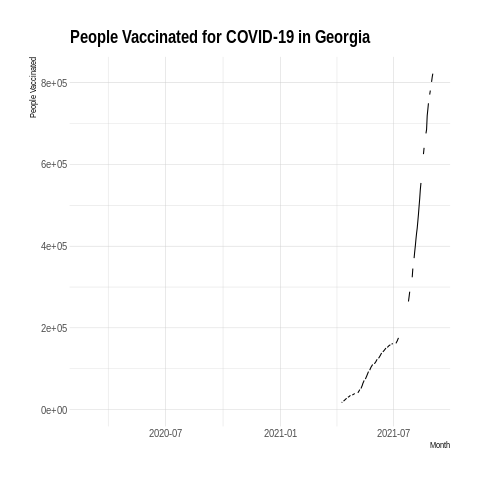 People Vaccinated for COVID-19 in Georgia
People Vaccinated
8e+05
6e+05
4e+05
2e+05
0e+00
2020-07
2021-01
2021-07
Month